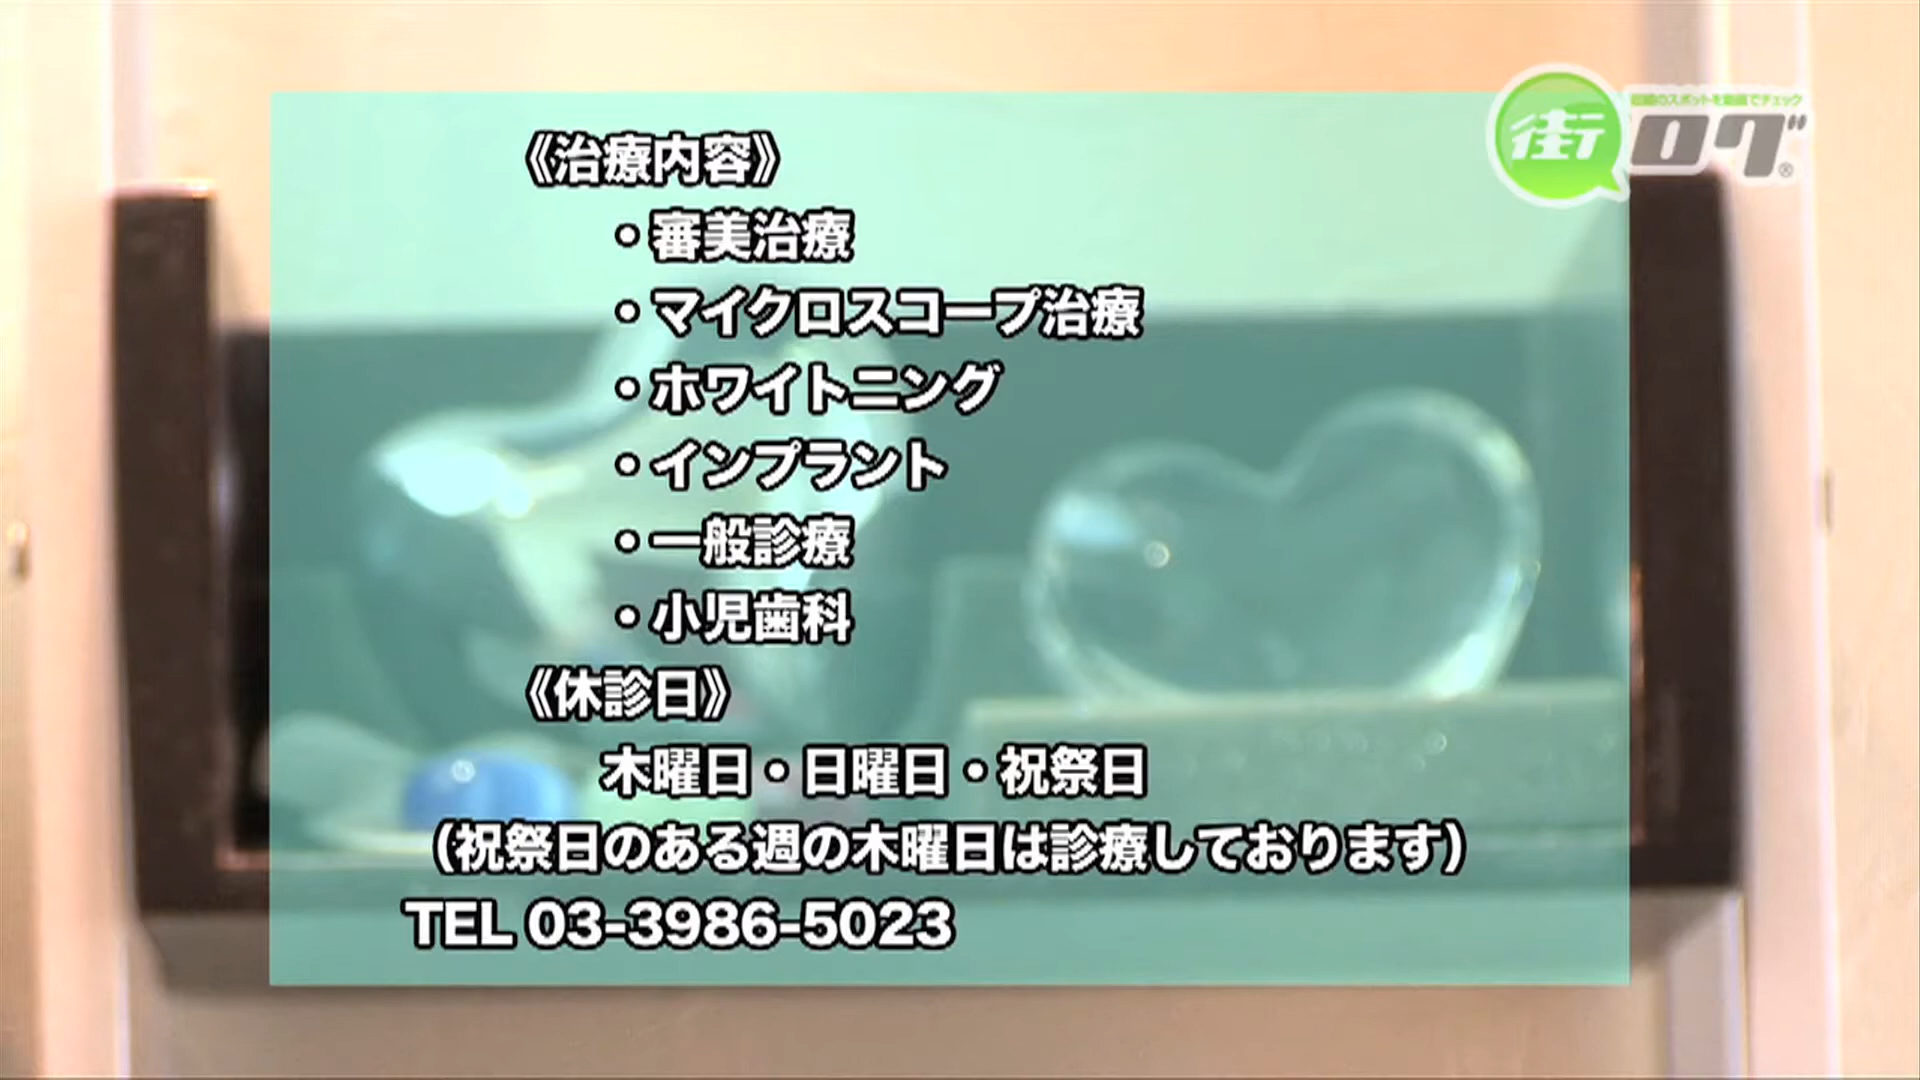 《治療内容》
・審美治療
・マイクロスコープ治療
・ホワイトニング
・インプラント
・一般診療
・小児歯科
《休診日》
木曜日・日曜日・祝祭日
（祝祭日のある週の木曜日は診療しております）
TEL 03-3986-5023
街ログ®